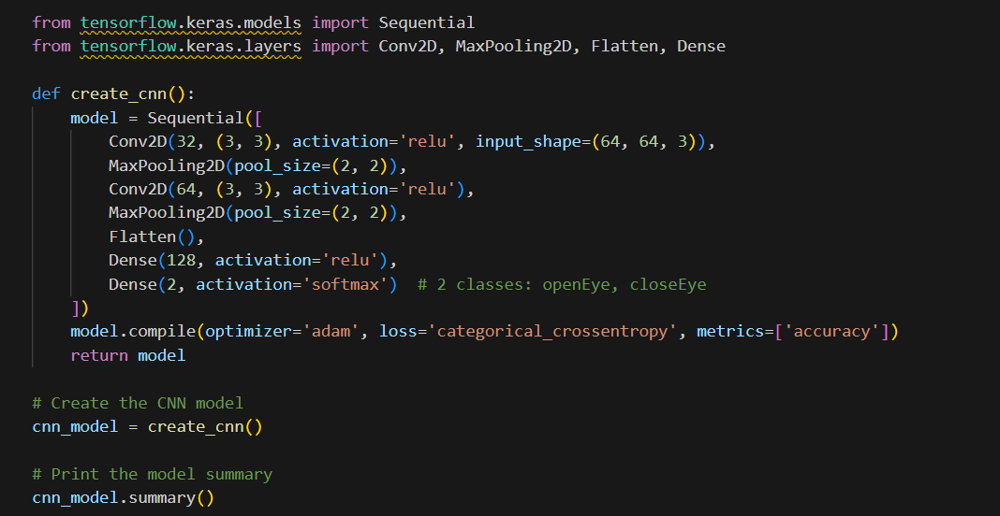 from tensorflow.keras.models import Sequential
from tensorflow.keras.layers import Conv2D, MaxPooling2D, Flatten, Dense

def create_cnn():
    model = Sequential([
        Conv2D(32, (3, 3), activation='relu', input_shape=(64, 64, 3)),
        MaxPooling2D(pool_size=(2, 2)),
        Conv2D(64, (3, 3), activation='relu'),
        MaxPooling2D(pool_size=(2, 2)),
        Flatten(),
        Dense(128, activation='relu'),
        Dense(2, activation='softmax')  # 2 classes: openEye, closeEye
    ])
    model.compile(optimizer='adam', loss='categorical_crossentropy', metrics=['accuracy'])
    return model

# Create the CNN model
cnn_model = create_cnn()

# Print the model summary
cnn_model.summary()